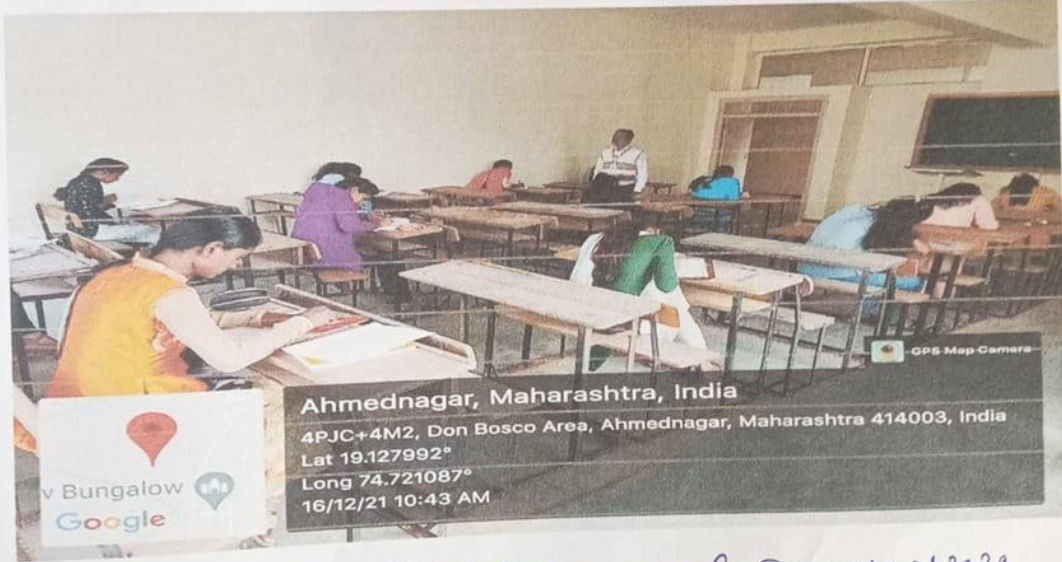 GPS Map Camera
Ahmednagar, Maharashtra, India
4PJC+4M2, Don Bosco Area, Ahmednagar, Maharashtra 414003, India
Lat 19.127992°
Long 74.721087°
16/12/21 10:43 AM
v Bungalow
Google